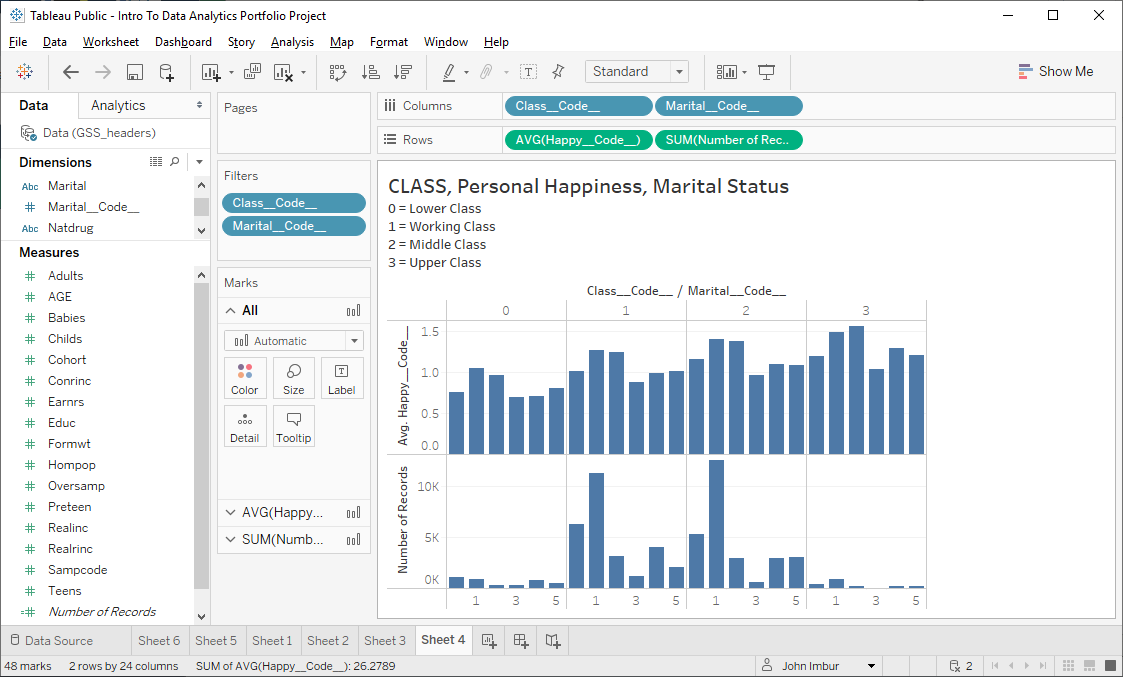 Tableau Public - Intro To Data Analytics Portfolio Project
File Data Worksheet Dashboard Story Analysis Map Format Window Help
Standard
Show Me
Data Analytics
Data (GSS_headers)
Dimensions
Abc Marital
# Marital__Code__
Abc Natdrug
Measures
# Adults
# AGE
# Babies
# Childs
# Cohort
# Conrinc
# Earnrs
# Educ
# Formwt
# Hompop
# Oversamp
# Preteen
# Realinc
# Realrinc
# Sampcode
# Teens
=# Number of Records
Pages
Filters
Class__Code__
Marital__Code__
Marks
All
Automatic
Color Size Label
Detail Tooltip
AVG(Happy...
SUM(Numb...
Columns Class__Code__ Marital__Code__
Rows AVG(Happy__Code__) SUM(Number of Rec..
CLASS, Personal Happiness, Marital Status
0 = Lower Class
1 = Working Class
2 = Middle Class
3 = Upper Class
Class__Code__ / Marital__Code__
0 1 2 3
Avg. Happy__Code__
1.5
1.0
0.5
0.0
Number of Records
10K
5K
0K
1 3 5 1 3 5 1 3 5 1 3 5
Data Source Sheet 6 Sheet 5 Sheet 1 Sheet 2 Sheet 3 Sheet 4
48 marks 2 rows by 24 columns SUM of AVG(Happy__Code__): 26.2789 John Imbur 2